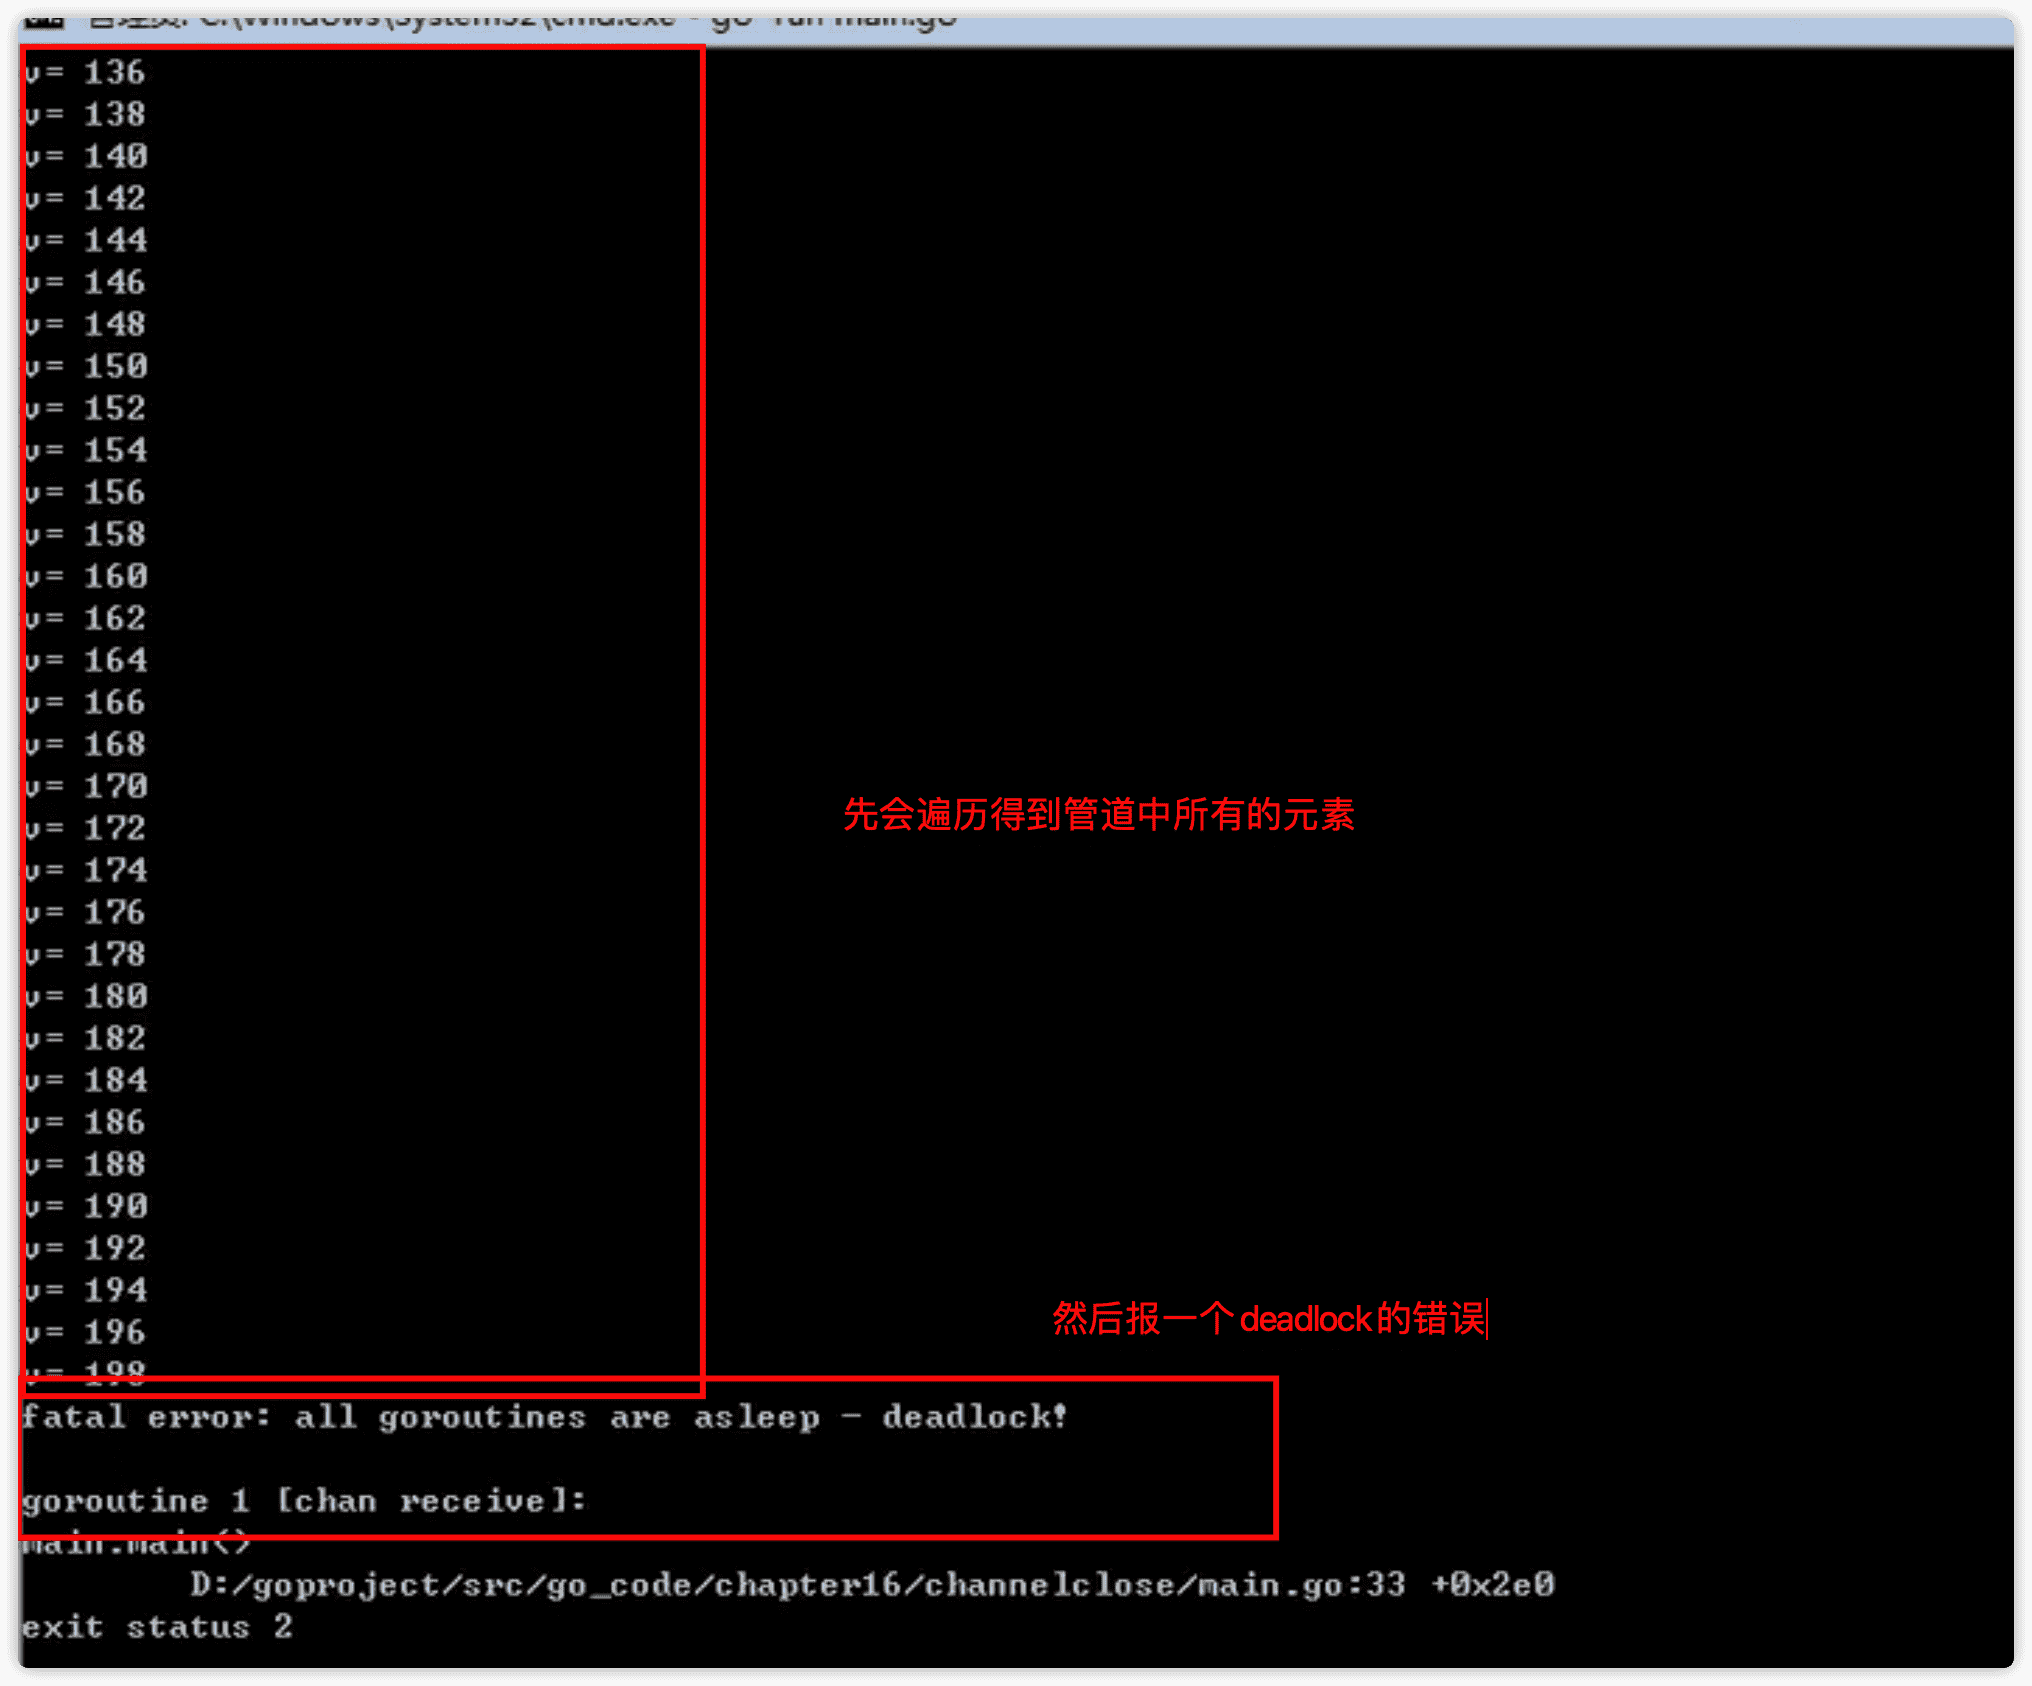 管理员: C:\Windows\System32\cmd.exe - go run main.go
v= 136
v= 138
v= 140
v= 142
v= 144
v= 146
v= 148
v= 150
v= 152
v= 154
v= 156
v= 158
v= 160
v= 162
v= 164
v= 166
v= 168
v= 170
先会遍历得到管道中所有的元素
v= 172
v= 174
v= 176
v= 178
v= 180
v= 182
v= 184
v= 186
v= 188
v= 190
v= 192
v= 194
然后报一个deadlock的错误
v= 196
v= 198
fatal error: all goroutines are asleep - deadlock!
goroutine 1 [chan receive]:
main.main()
D:/goproject/src/go_code/chapter16/channelclose/main.go:33 +0x2e0
exit status 2